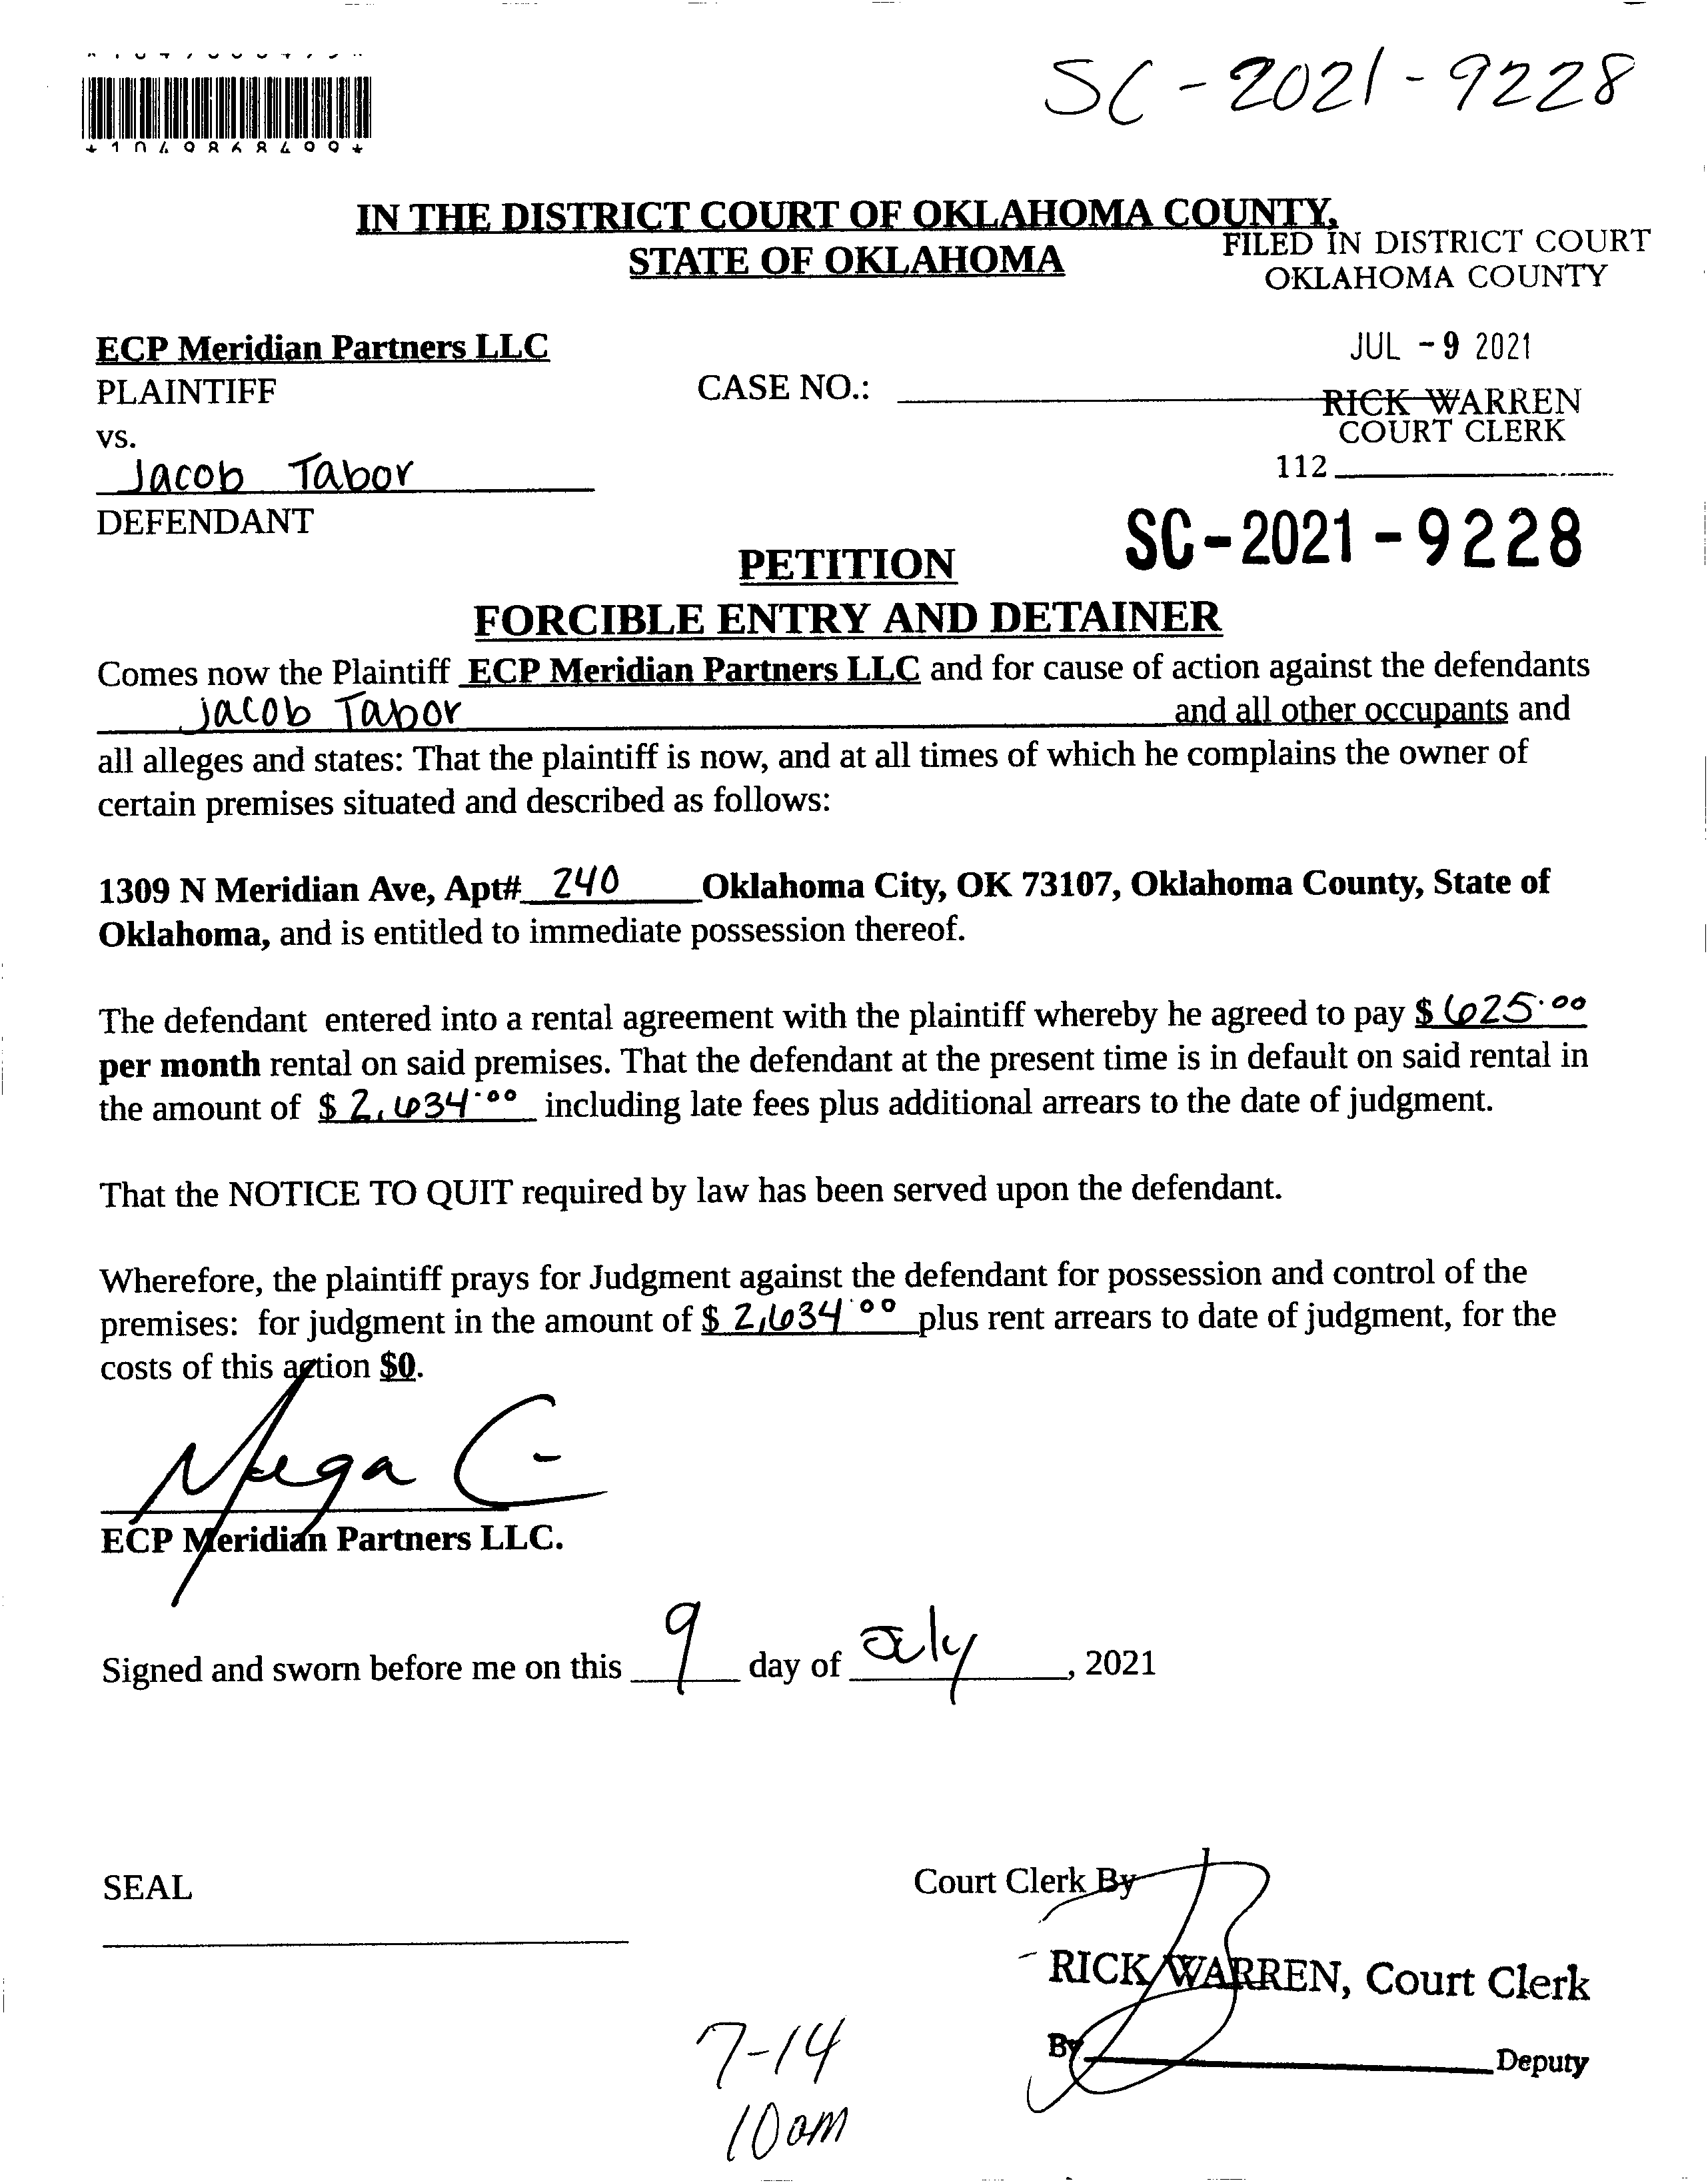 SC-2021-9228
IN THE DISTRICT COURT OF OKLAHOMA COUNTY,
STATE OF OKLAHOMA
FILED IN DISTRICT COURT
OKLAHOMA COUNTY
JUL - 9 2021
RICK WARREN
COURT CLERK
112
ECP Meridian Partners LLC
PLAINTIFF
CASE NO.:
vs.
Jacob Tabor
DEFENDANT
SC-2021-9228
PETITION
FORCIBLE ENTRY AND DETAINER
Comes now the Plaintiff ECP Meridian Partners LLC and for cause of action against the defendants
Jacob Tabor and all other occupants and
all alleges and states: That the plaintiff is now, and at all times of which he complains the owner of
certain premises situated and described as follows:
1309 N Meridian Ave, Apt# 240 Oklahoma City, OK 73107, Oklahoma County, State of
Oklahoma, and is entitled to immediate possession thereof.
The defendant entered into a rental agreement with the plaintiff whereby he agreed to pay $ 625.00
per month rental on said premises. That the defendant at the present time is in default on said rental in
the amount of $ 2,634.00 including late fees plus additional arrears to the date of judgment.
That the NOTICE TO QUIT required by law has been served upon the defendant.
Wherefore, the plaintiff prays for Judgment against the defendant for possession and control of the
premises: for judgment in the amount of $ 2,634.00 plus rent arrears to date of judgment, for the
costs of this action $0.
ECP Meridian Partners LLC.
Signed and sworn before me on this 9 day of July, 2021
SEAL
Court Clerk By
RICK WARREN, Court Clerk
By Deputy
7-14
10am